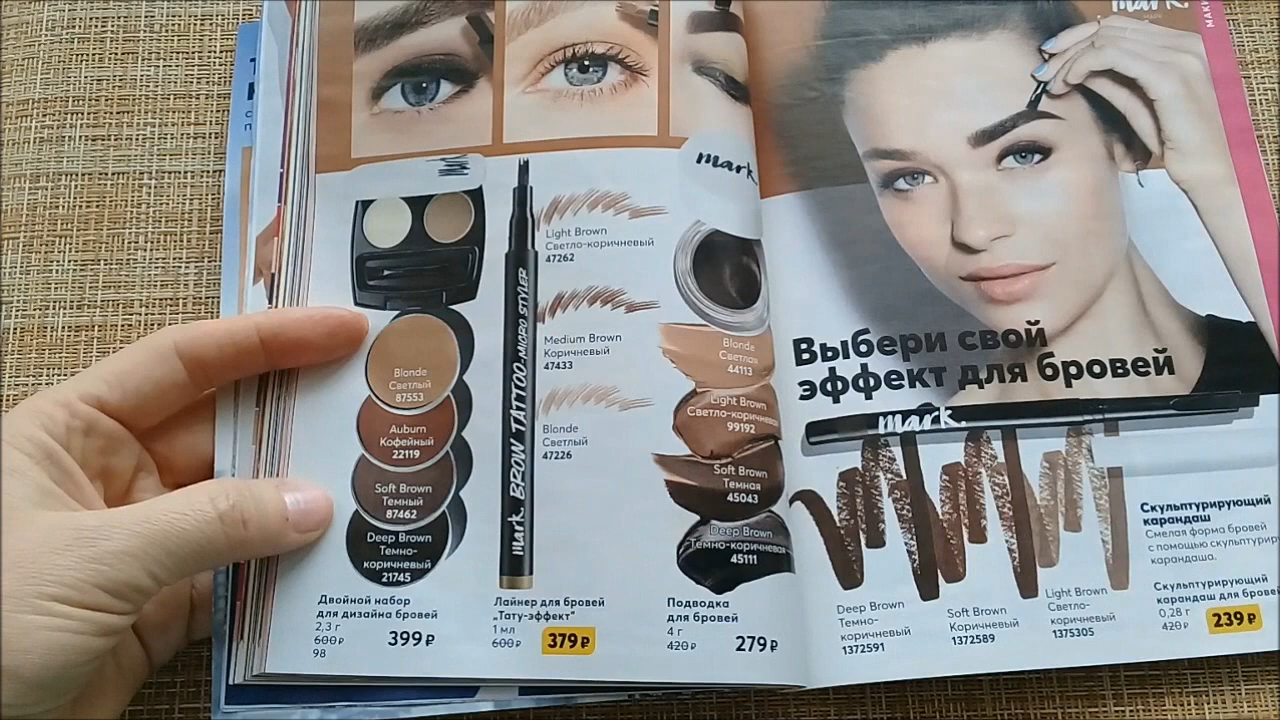 mark.
Light Brown
Светло-коричневый
47262
Medium Brown
Коричневый
47433
Blonde
Светлый
47226
mark. BROW TATTOO-MICRO STYLER
Blonde
Светлый
87553
Auburn
Кофейный
22119
Soft Brown
Темный
87462
Deep Brown
Темно-
коричневый
21745
Двойной набор
для дизайна бровей
2,3 г
600 ₽
399 ₽
98
Лайнер для бровей
„Тату-эффект"
1 мл
600 ₽
379 ₽
mark.
Blonde
Светлая
44113
Light Brown
Светло-коричневая
99192
Soft Brown
Темная
45043
Deep Brown
Темно-коричневая
45111
Подводка
для бровей
4 г
420 ₽
279 ₽
Выбери свой
эффект для бровей
mark.
Deep Brown
Темно-
коричневый
1372591
Soft Brown
Коричневый
1372589
Light Brown
Светло-
коричневый
1375305
Скульптурирующий
карандаш
Смелая форма бровей
с помощью скульптурир
карандаша.
Скульптурирующий
карандаш для бровей
0,28 г
420 ₽
239 ₽